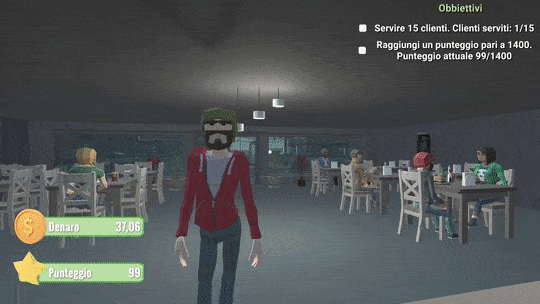 Obbiettivi
Servire 15 clienti. Clienti serviti: 1/15
Raggiungi un punteggio pari a 1400.
Punteggio attuale 99/1400
Denaro 37,06
Punteggio 99